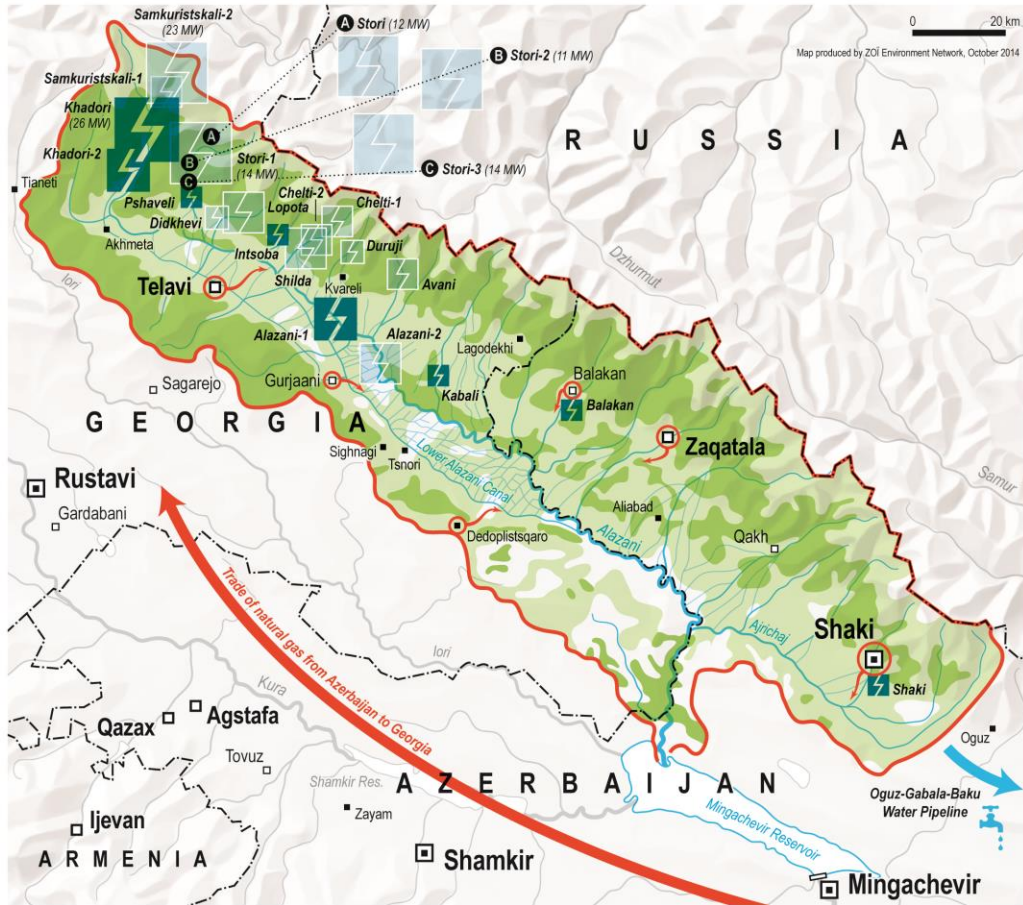 Samkuristskali-2
(23 MW)
A Stori (12 MW)
B Stori-2 (11 MW)
0 20 km
Map produced by ZOÏ Environment Network, October 2014
Samkuristskali-1
Khadori
(26 MW)
A
R U S S I A
Khadori-2
B
Stori-1
(14 MW)
C Stori-3 (14 MW)
C
Tianeti
Pshaveli
Chelti-2
Lopota
Chelti-1
Didkhevi
Akhmeta
Intsoba
Duruji
Dzhurmut
Iori
Shilda
Kvareli
Avani
Telavi
Alazani-1
Alazani-2
Lagodekhi
Sagarejo
Gurjaani
Kabali
Balakan
Balakan
G E O R G I A
Sighnagi
Tsnori
Lower Alazani Canal
Zaqatala
Samur
Rustavi
Gardabani
Aliabad
Dedoplistsqaro
Alazani
Qakh
Trade of natural gas from Azerbaijan to Georgia
Ajrichaj
Shaki
Iori
Shaki
Kura
Agstafa
Qazax
Oguz
Tovuz
Shamkir Res.
A Z E R B A I J A N
Oguz-Gabala-Baku
Water Pipeline
Zayam
Mingachevir Reservoir
Ijevan
A R M E N I A
Shamkir
Mingachevir